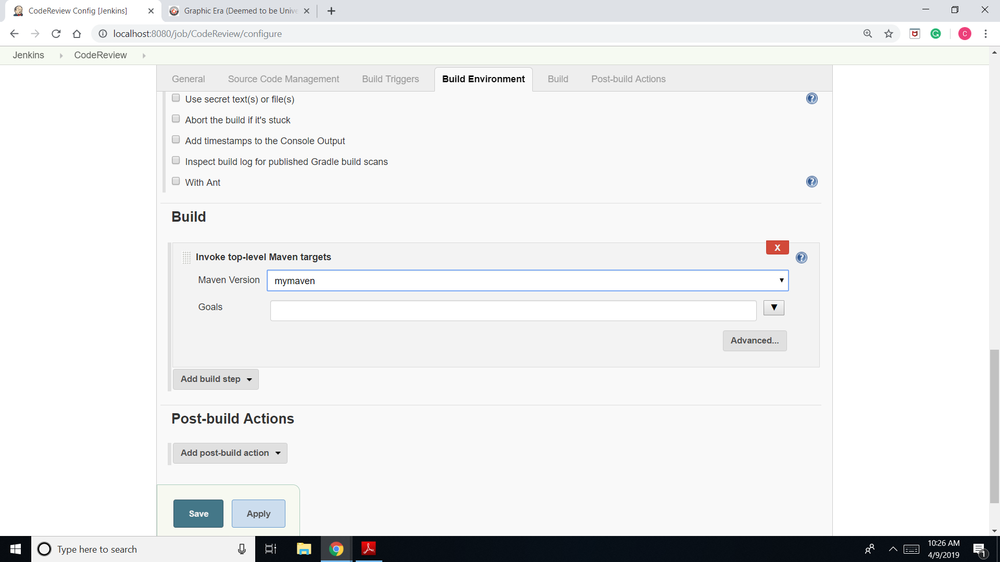 CodeReview Config [Jenkins]
Graphic Era (Deemed to be Unive
localhost:8080/job/CodeReview/configure
C
Jenkins
CodeReview
General
Source Code Management
Build Triggers
Build Environment
Build
Post-build Actions
Use secret text(s) or file(s)
Abort the build if it's stuck
Add timestamps to the Console Output
Inspect build log for published Gradle build scans
With Ant
Build
X
Invoke top-level Maven targets
Maven Version
mymaven
Goals
Advanced...
Add build step
Post-build Actions
Add post-build action
Save
Apply
Type here to search
10:26 AM
4/9/2019
1